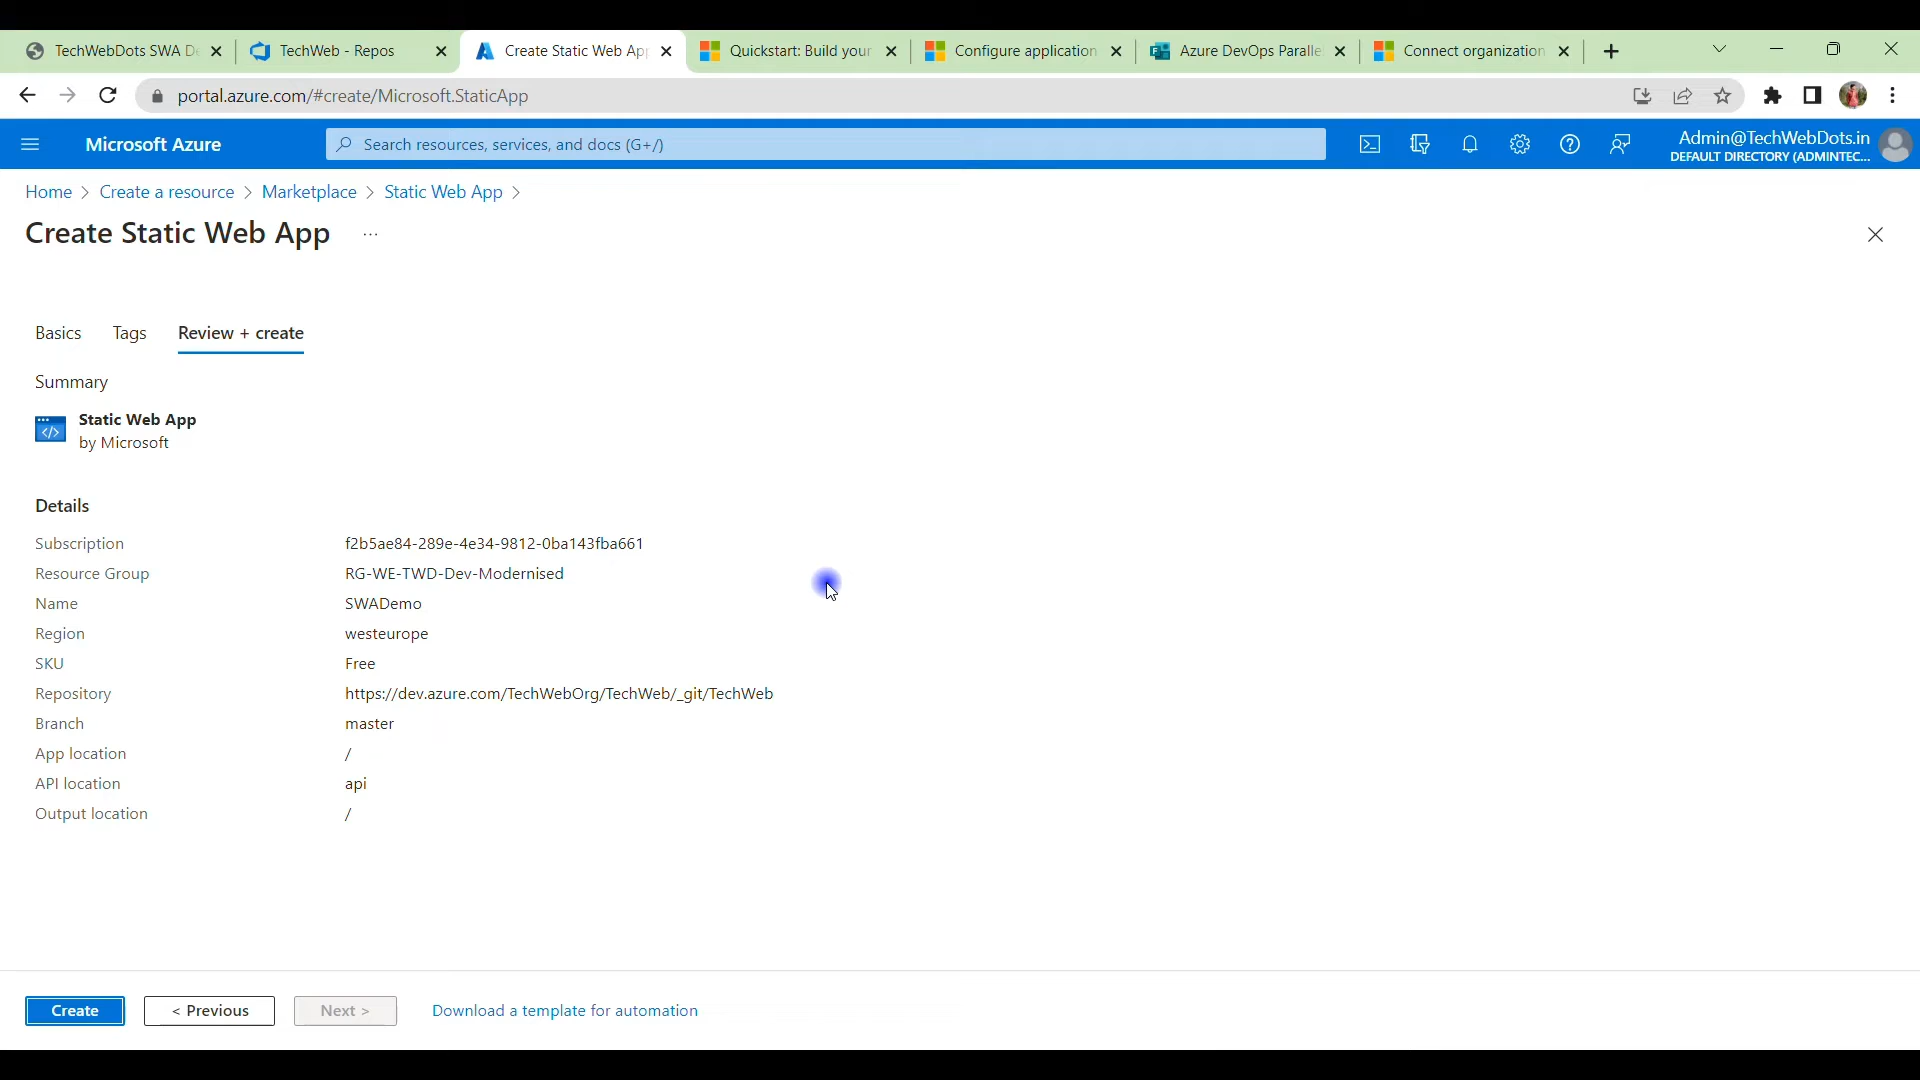 TechWebDots SWA De
TechWeb - Repos
Create Static Web App
Quickstart: Build your
Configure application
Azure DevOps Paralle
Connect organization
portal.azure.com/#create/Microsoft.StaticApp
Microsoft Azure
Search resources, services, and docs (G+/)
Admin@TechWebDots.in
DEFAULT DIRECTORY (ADMINTEC...
Home > Create a resource > Marketplace > Static Web App >
Create Static Web App ...
Basics Tags Review + create
Summary
Static Web App
by Microsoft
Details
Subscription f2b5ae84-289e-4e34-9812-0ba143fba661
Resource Group RG-WE-TWD-Dev-Modernised
Name SWADemo
Region westeurope
SKU Free
Repository https://dev.azure.com/TechWebOrg/TechWeb/_git/TechWeb
Branch master
App location /
API location api
Output location /
Create < Previous Next > Download a template for automation